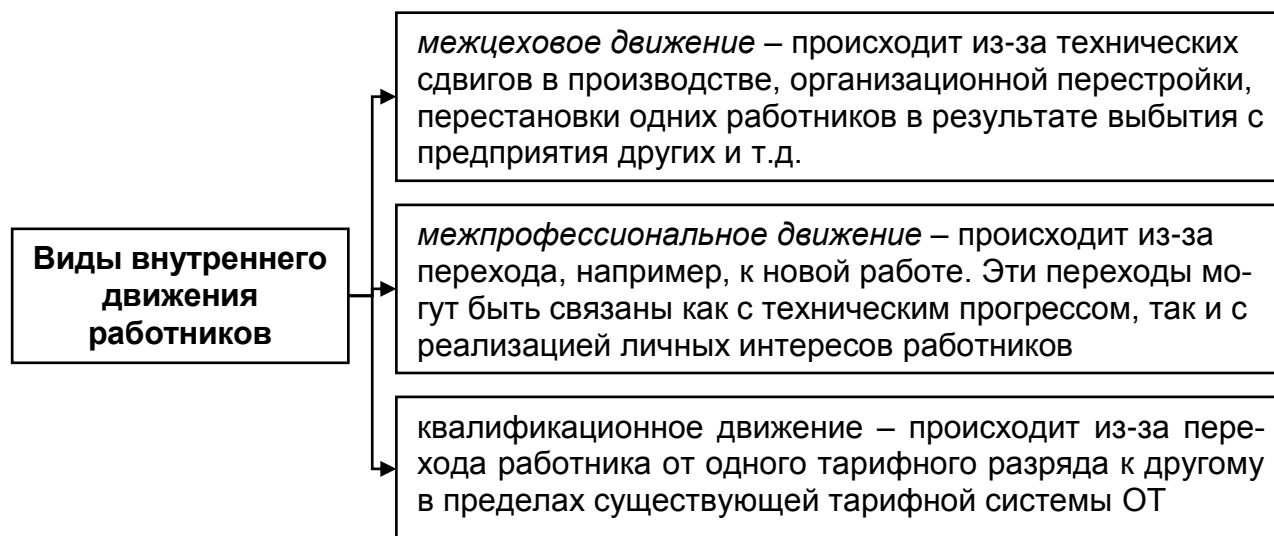 межцеховое движение – происходит из-за технических
сдвигов в производстве, организационной перестройки,
перестановки одних работников в результате выбытия с
предприятия других и т.д.
Виды внутреннего
движения
работников
межпрофессиональное движение – происходит из-за
перехода, например, к новой работе. Эти переходы мо-
гут быть связаны как с техническим прогрессом, так и с
реализацией личных интересов работников
квалификационное движение – происходит из-за пере-
хода работника от одного тарифного разряда к другому
в пределах существующей тарифной системы ОТ